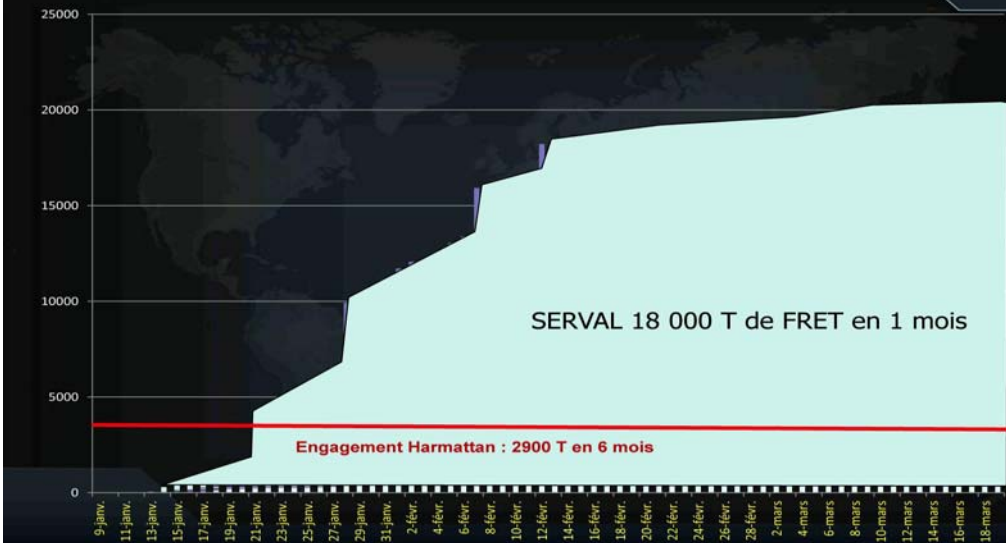 25000
20000
15000
10000
5000
0
SERVAL 18 000 T de FRET en 1 mois
Engagement Harmattan : 2900 T en 6 mois
9-janv.
11-janv.
13-janv.
15-janv.
17-janv.
19-janv.
21-janv.
23-janv.
25-janv.
27-janv.
29-janv.
31-janv.
2-févr.
4-févr.
6-févr.
8-févr.
10-févr.
12-févr.
14-févr.
16-févr.
18-févr.
20-févr.
22-févr.
24-févr.
26-févr.
28-févr.
2-mars
4-mars
6-mars
8-mars
10-mars
12-mars
14-mars
16-mars
18-mars